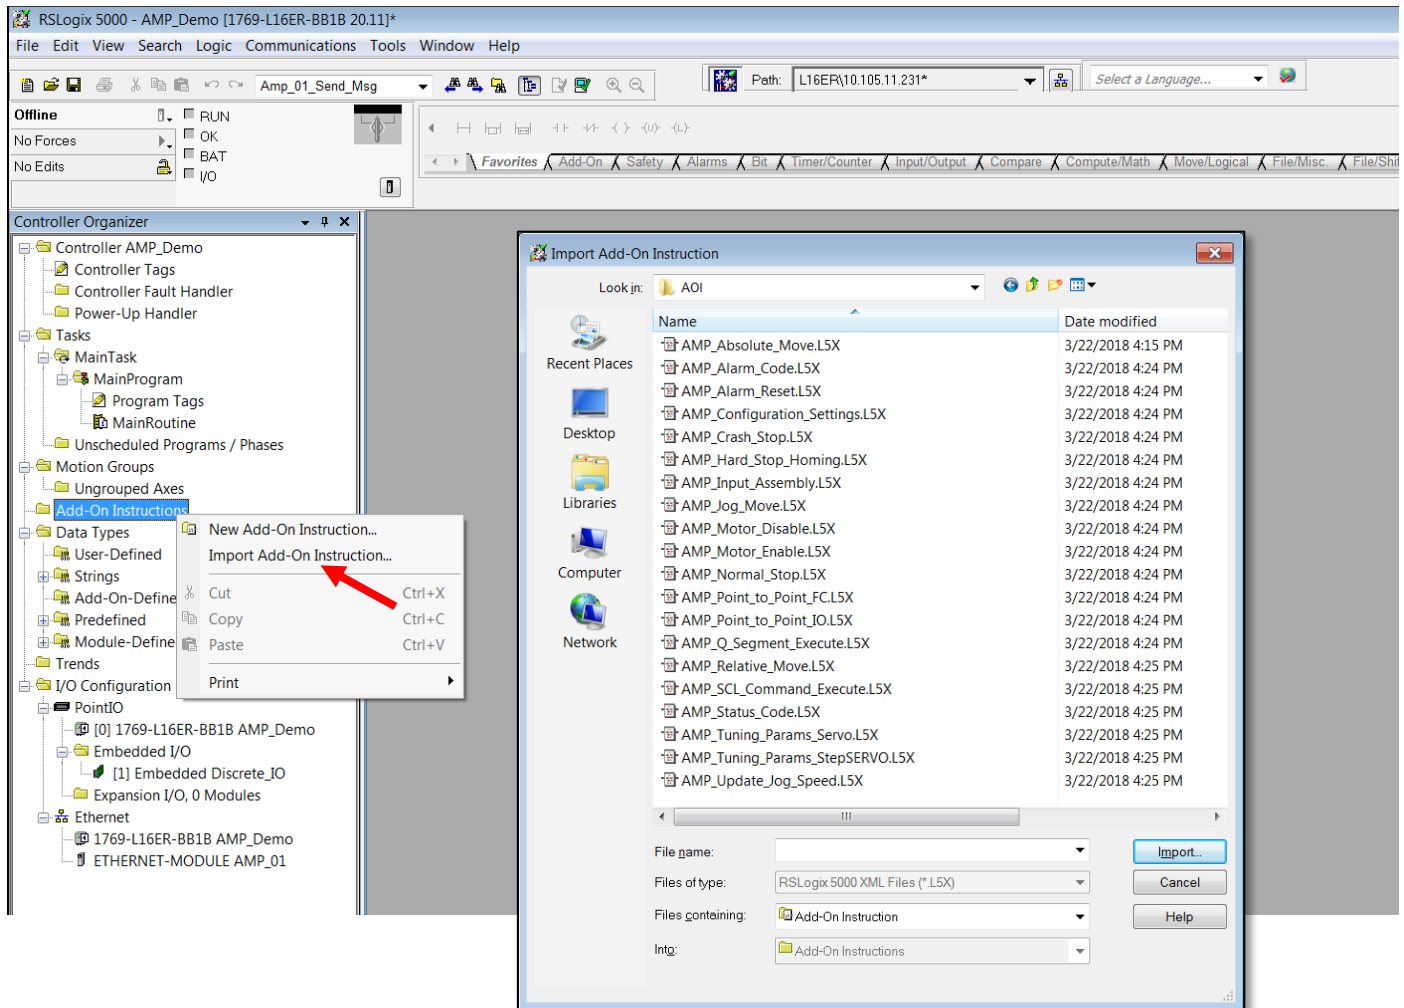 RSLogix 5000 - AMP_Demo [1769-L16ER-BB1B 20.11]*
File Edit View Search Logic Communications Tools Window Help
Amp_01_Send_Msg
Path: L16ER\10.105.11.231*
Select a Language...
Offline
RUN
No Forces
OK
No Edits
BAT
I/O
Favorites Add-On Safety Alarms Bit Timer/Counter Input/Output Compare Compute/Math Move/Logical File/Misc. File/Shif
Controller Organizer
Controller AMP_Demo
Controller Tags
Controller Fault Handler
Power-Up Handler
Tasks
MainTask
MainProgram
Program Tags
MainRoutine
Unscheduled Programs / Phases
Motion Groups
Ungrouped Axes
Add-On Instructions
Data Types
User-Defined
Strings
Add-On-Define
Predefined
Module-Define
Trends
I/O Configuration
PointIO
[0] 1769-L16ER-BB1B AMP_Demo
Embedded I/O
[1] Embedded Discrete_IO
Expansion I/O, 0 Modules
Ethernet
1769-L16ER-BB1B AMP_Demo
ETHERNET-MODULE AMP_01
New Add-On Instruction...
Import Add-On Instruction...
Cut Ctrl+X
Copy Ctrl+C
Paste Ctrl+V
Print
Import Add-On Instruction
Look in: AOI
Recent Places
Desktop
Libraries
Computer
Network
Name Date modified
AMP_Absolute_Move.L5X 3/22/2018 4:15 PM
AMP_Alarm_Code.L5X 3/22/2018 4:24 PM
AMP_Alarm_Reset.L5X 3/22/2018 4:24 PM
AMP_Configuration_Settings.L5X 3/22/2018 4:24 PM
AMP_Crash_Stop.L5X 3/22/2018 4:24 PM
AMP_Hard_Stop_Homing.L5X 3/22/2018 4:24 PM
AMP_Input_Assembly.L5X 3/22/2018 4:24 PM
AMP_Jog_Move.L5X 3/22/2018 4:24 PM
AMP_Motor_Disable.L5X 3/22/2018 4:24 PM
AMP_Motor_Enable.L5X 3/22/2018 4:24 PM
AMP_Normal_Stop.L5X 3/22/2018 4:24 PM
AMP_Point_to_Point_FC.L5X 3/22/2018 4:24 PM
AMP_Point_to_Point_IO.L5X 3/22/2018 4:24 PM
AMP_Q_Segment_Execute.L5X 3/22/2018 4:24 PM
AMP_Relative_Move.L5X 3/22/2018 4:25 PM
AMP_SCL_Command_Execute.L5X 3/22/2018 4:25 PM
AMP_Status_Code.L5X 3/22/2018 4:25 PM
AMP_Tuning_Params_Servo.L5X 3/22/2018 4:25 PM
AMP_Tuning_Params_StepSERVO.L5X 3/22/2018 4:25 PM
AMP_Update_Jog_Speed.L5X 3/22/2018 4:25 PM
File name: Import...
Files of type: RSLogix 5000 XML Files (*.L5X) Cancel
Files containing: Add-On Instruction Help
Into: Add-On Instructions